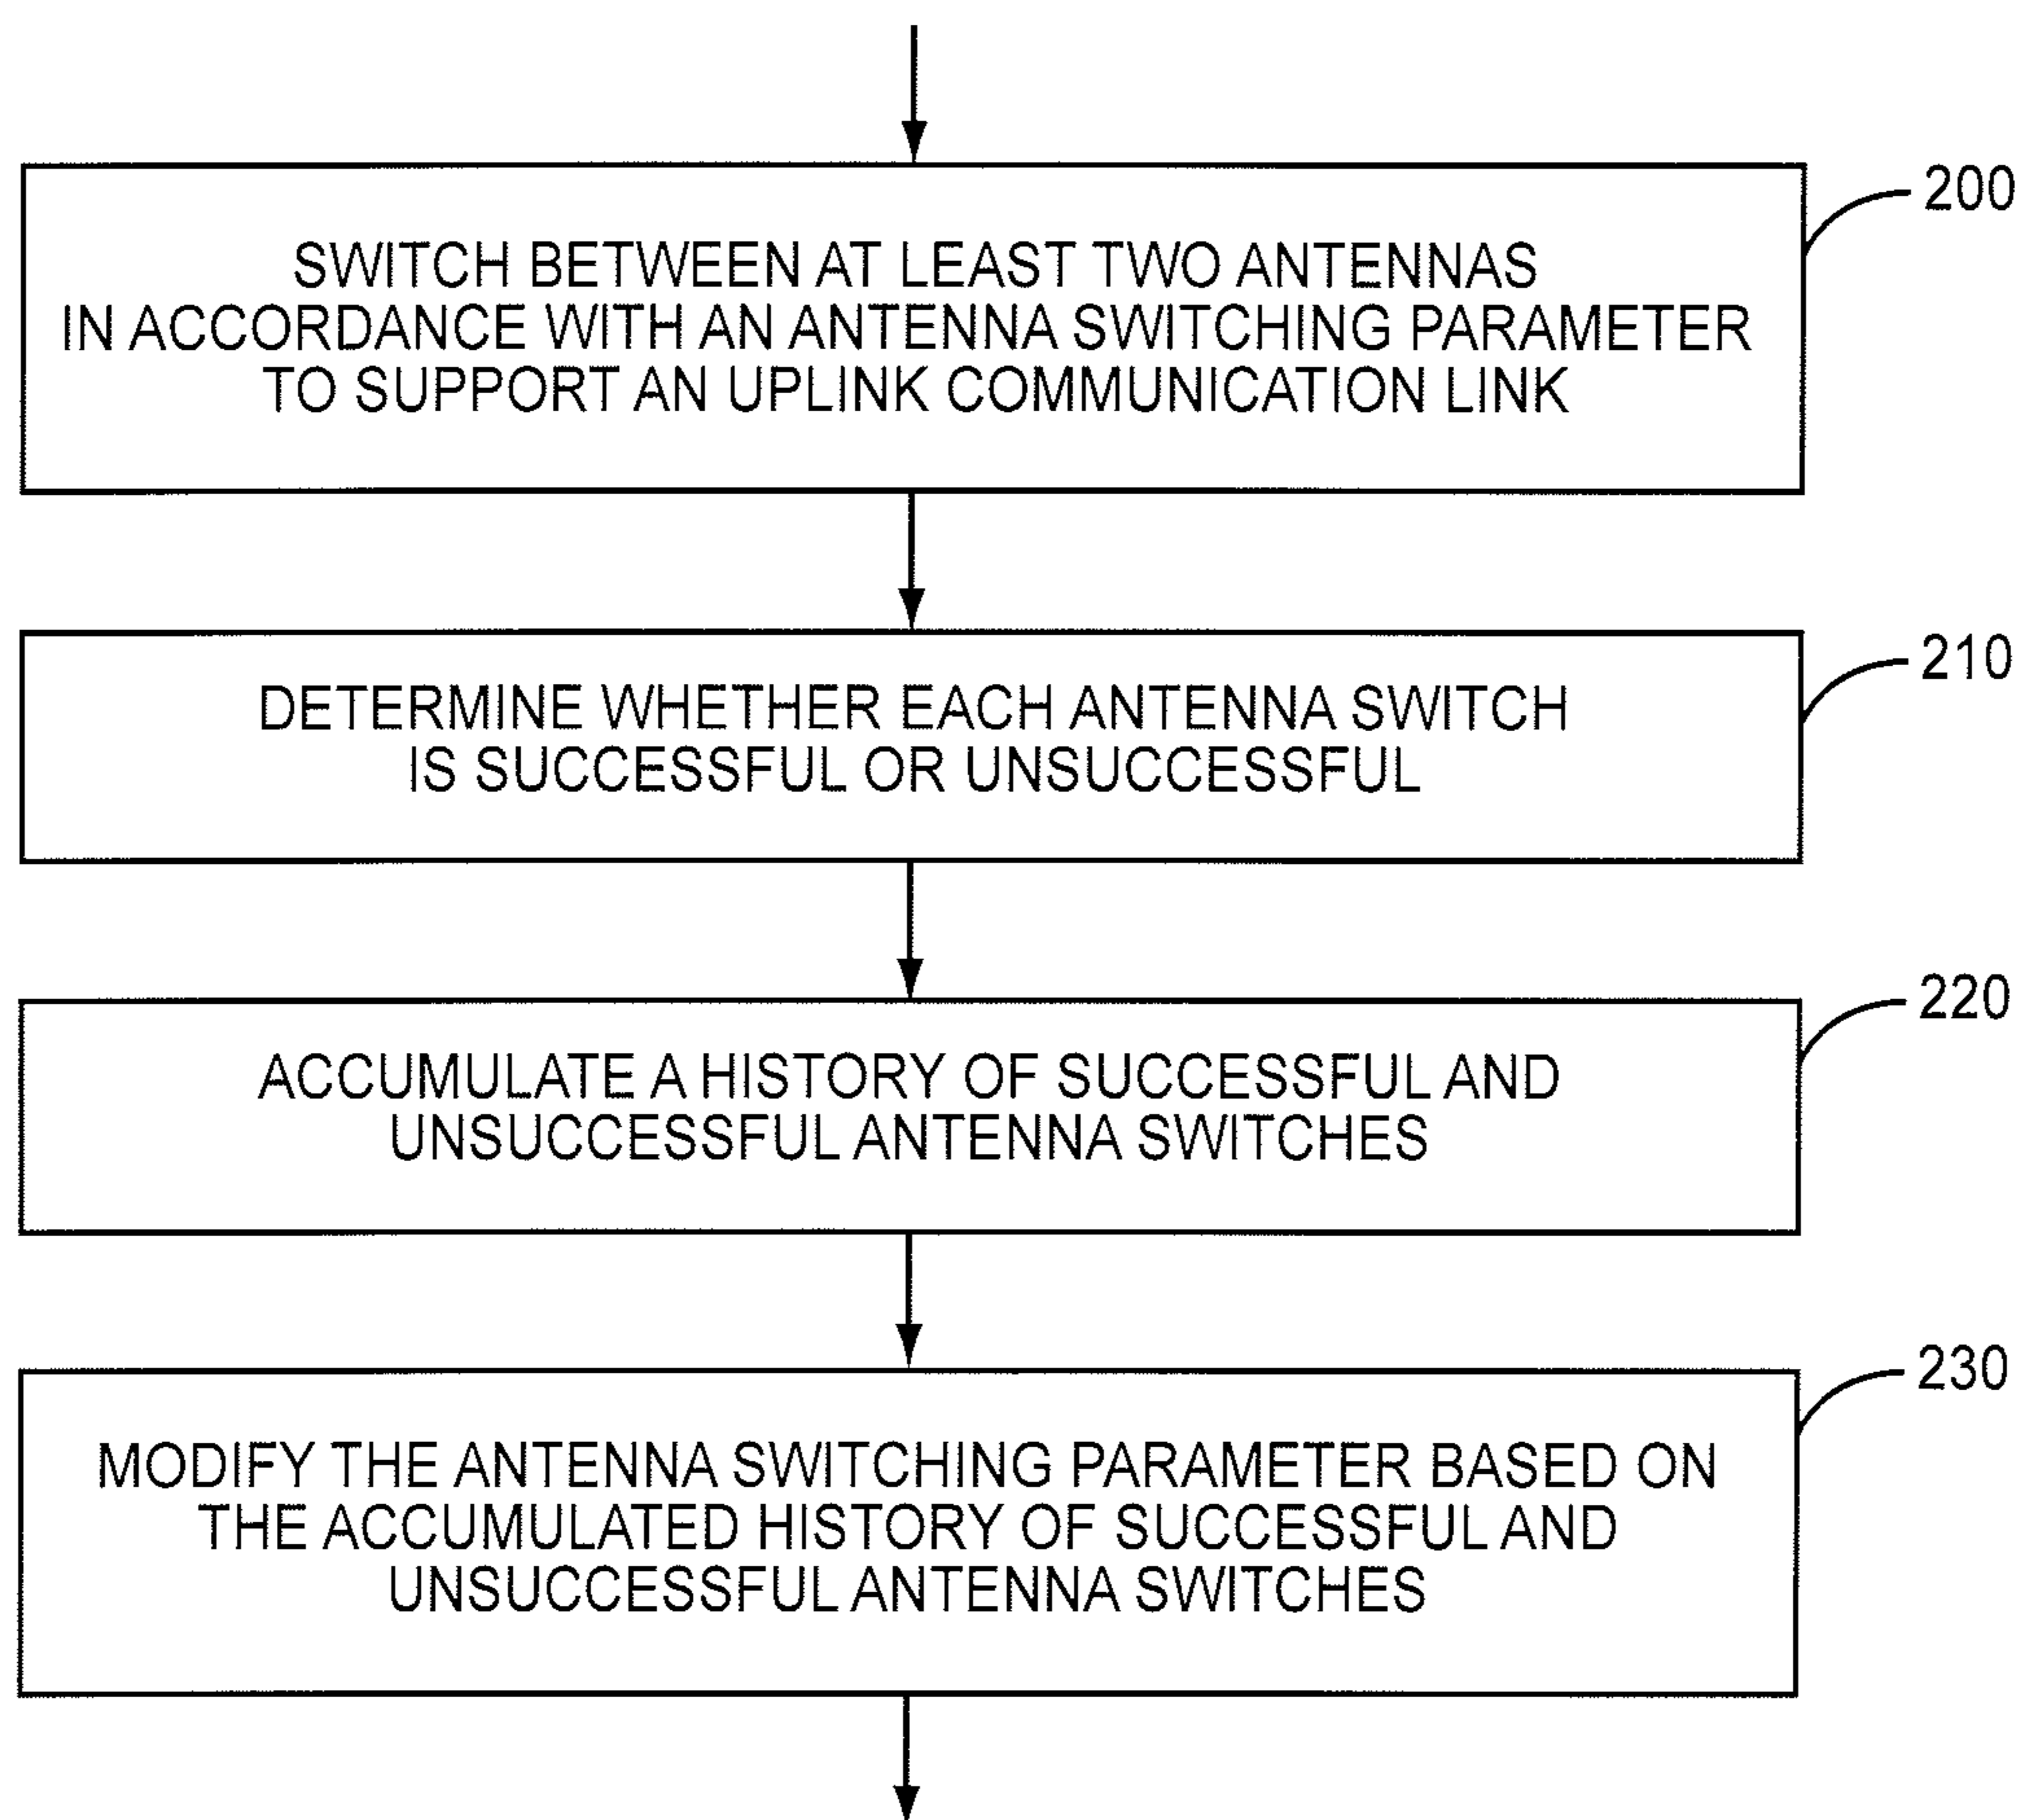 200
SWITCH BETWEEN AT LEAST TWO ANTENNAS
IN ACCORDANCE WITH AN ANTENNA SWITCHING PARAMETER
TO SUPPORT AN UPLINK COMMUNICATION LINK
210
DETERMINE WHETHER EACH ANTENNA SWITCH
IS SUCCESSFUL OR UNSUCCESSFUL
220
ACCUMULATE A HISTORY OF SUCCESSFUL AND
UNSUCCESSFUL ANTENNA SWITCHES
230
MODIFY THE ANTENNA SWITCHING PARAMETER BASED ON
THE ACCUMULATED HISTORY OF SUCCESSFUL AND
UNSUCCESSFUL ANTENNA SWITCHES